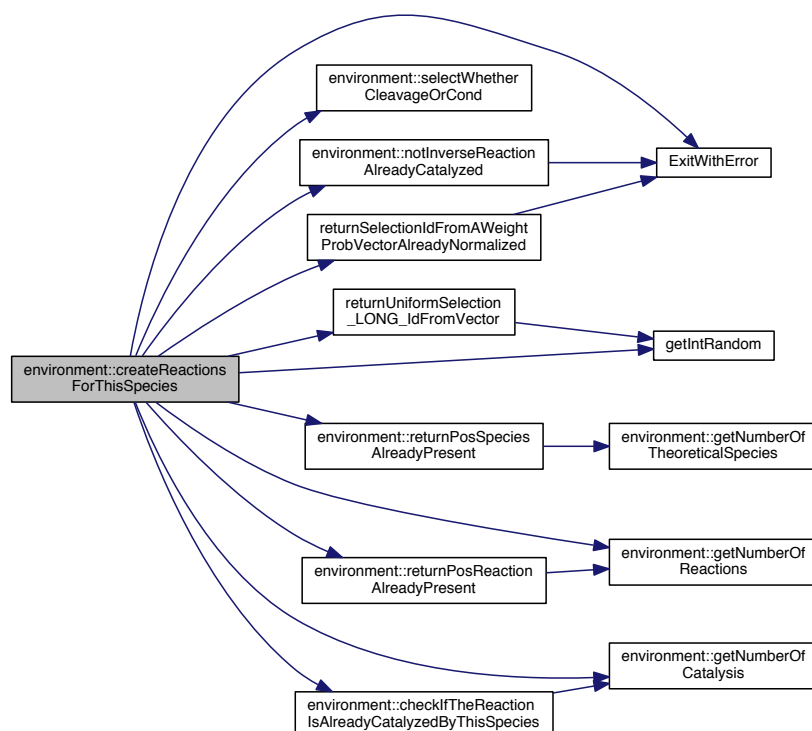 environment::selectWhether
CleavageOrCond
environment::notInverseReaction
AlreadyCatalyzed
ExitWithError
returnSelectionIdFromAWeight
ProbVectorAlreadyNormalized
returnUniformSelection
_LONG_IdFromVector
getIntRandom
environment::createReactions
ForThisSpecies
environment::returnPosSpecies
AlreadyPresent
environment::getNumberOf
TheoreticalSpecies
environment::getNumberOf
Reactions
environment::returnPosReaction
AlreadyPresent
environment::getNumberOf
Catalysis
environment::checkIfTheReaction
IsAlreadyCatalyzedByThisSpecies